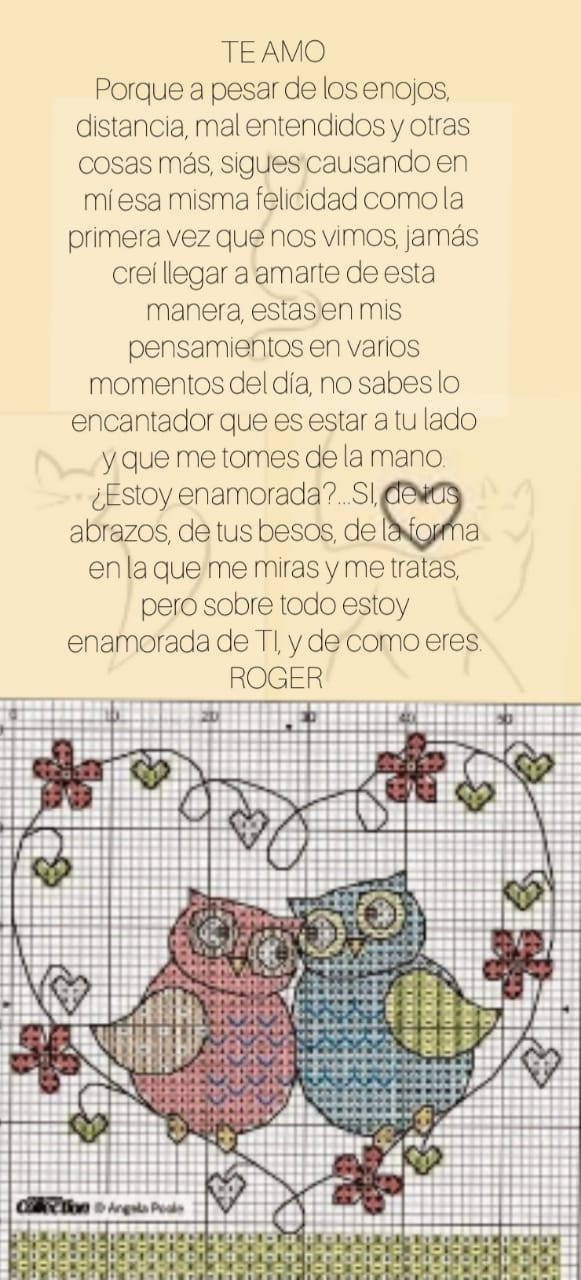 TE AMO
Porque a pesar de los enojos,
distancia, mal entendidos y otras
cosas más, sigues causando en
mí esa misma felicidad como la
primera vez que nos vimos, jamás
creí llegar a amarte de esta
manera, estas en mis
pensamientos en varios
momentos del día, no sabes lo
encantador que es estar a tu lado
y que me tomes de la mano.
¿Estoy enamorada?...SI, de tus
abrazos, de tus besos, de la forma
en la que me miras y me tratas,
pero sobre todo estoy
enamorada de TI, y de como eres.
ROGER
0 10 20 30 40 50
Collection © Angela Poole